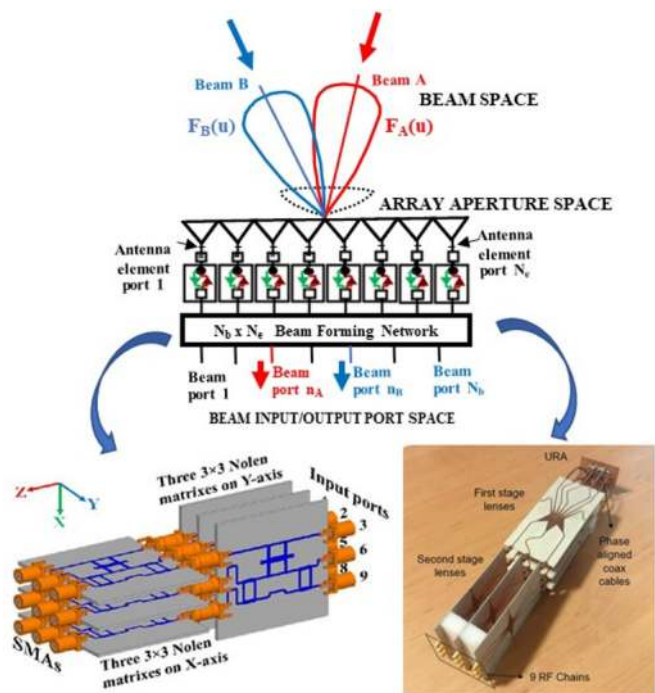 Beam B
Beam A
BEAM SPACE
F_B(u)
F_A(u)
ARRAY APERTURE SPACE
Antenna
element
port 1
Antenna
element
port N_e
N_b x N_e Beam Forming Network
Beam
port 1
Beam
port n_A
Beam
port n_B
Beam
port N_b
BEAM INPUT/OUTPUT PORT SPACE
Z
Y
X
Three 3×3 Nolen
matrixes on Y-axis
Input ports
2
3
5
6
8
9
SMAs
Three 3×3 Nolen
matrixes on X-axis
URA
First stage
lenses
Second stage
lenses
Phase
aligned
coax
cables
9 RF Chains